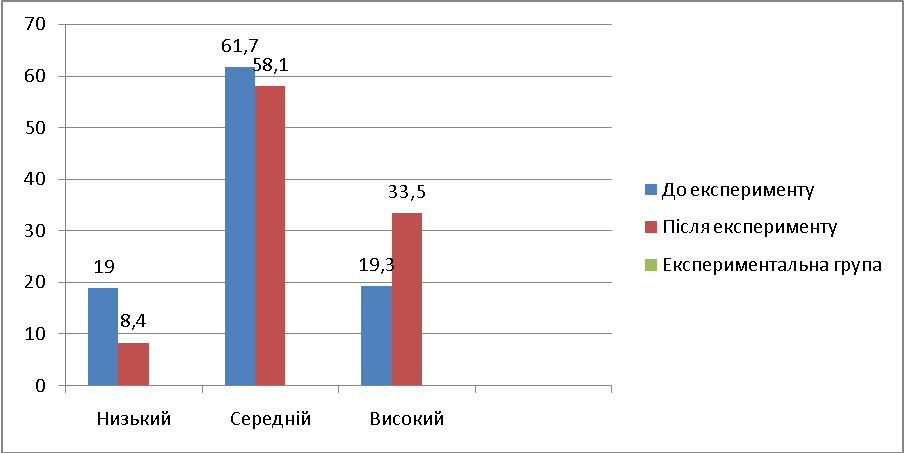 70
60
50
40
30
20
10
0
61,7
58,1
33,5
19
19,3
8,4
Низький
Середній
Високий
До експерименту
Після експерименту
Експериментальна група